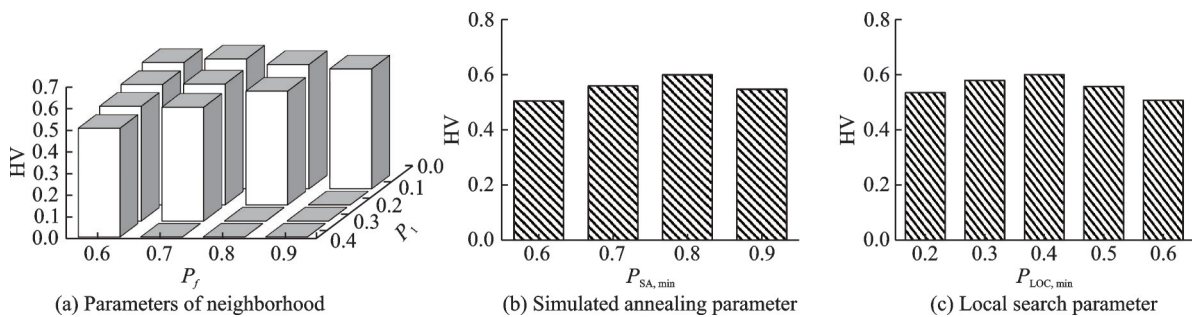 HV
0.7
0.6
0.5
0.4
0.3
0.2
0.1
0.0
0.6 0.7 0.8 0.9
P_f
0.0
0.1
0.2
0.3
0.4
P_1
(a) Parameters of neighborhood
HV
0.8
0.6
0.4
0.2
0.0
0.6 0.7 0.8 0.9
P_SA, min
(b) Simulated annealing parameter
HV
0.8
0.6
0.4
0.2
0.0
0.2 0.3 0.4 0.5 0.6
P_LOC, min
(c) Local search parameter